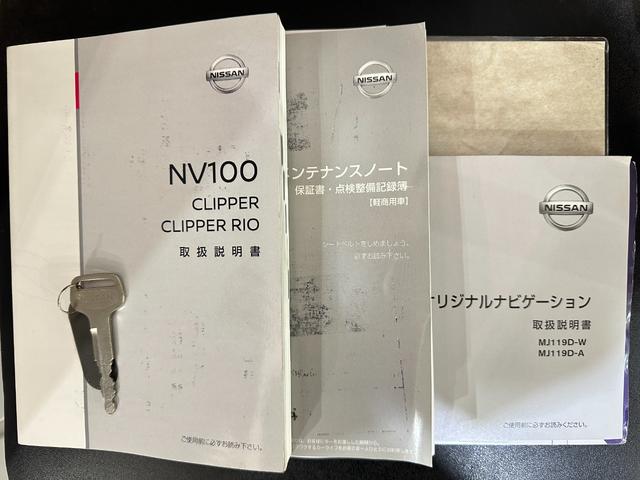 NISSAN
NV100
CLIPPER
CLIPPER RIO
取扱説明書
ご使用前に必ずお読み下さい。
NISSAN
ンテナンスノート
保証書・点検整備記録簿
【軽商用車】
シートベルトをしめましょう。
必ずお読み下さい。
NISSAN
オリジナルナビゲーション
取扱説明書
MJ119D-W
MJ119D-A
ご使用前に必ずお読みください。